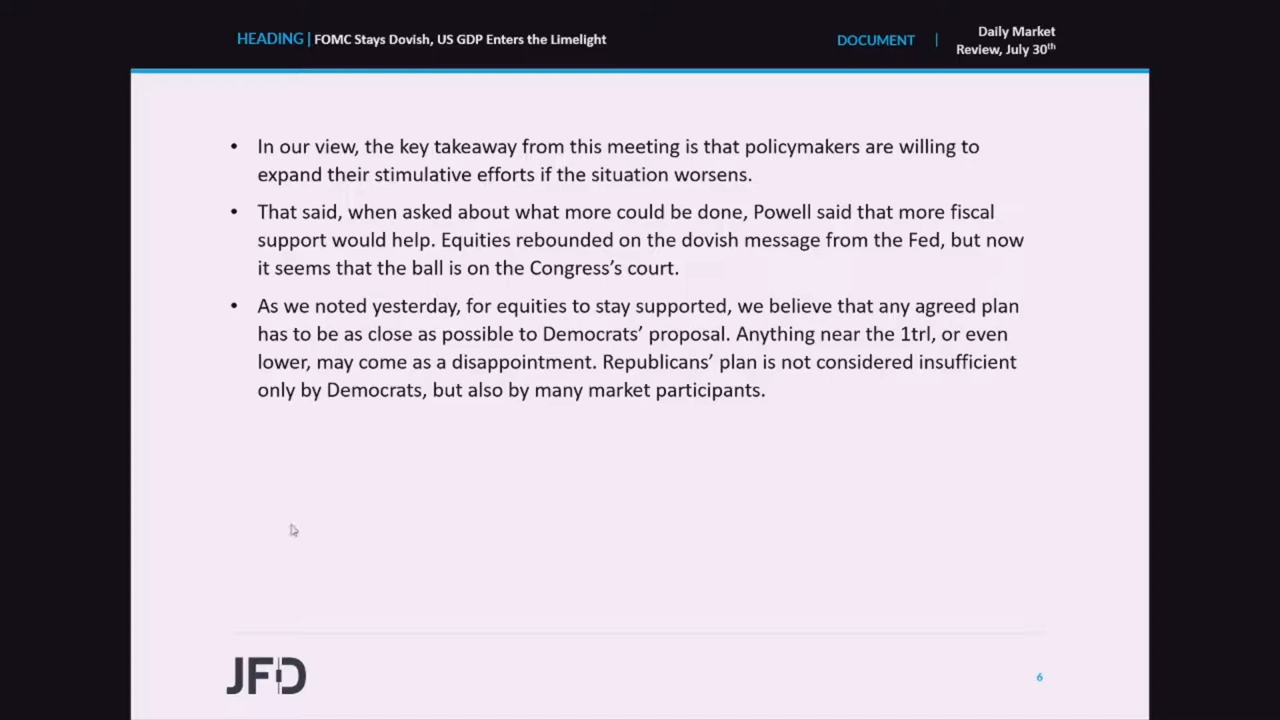 HEADING | FOMC Stays Dovish, US GDP Enters the Limelight
DOCUMENT |
Daily Market
Review, July 30th
• In our view, the key takeaway from this meeting is that policymakers are willing to
expand their stimulative efforts if the situation worsens.
• That said, when asked about what more could be done, Powell said that more fiscal
support would help. Equities rebounded on the dovish message from the Fed, but now
it seems that the ball is on the Congress’s court.
• As we noted yesterday, for equities to stay supported, we believe that any agreed plan
has to be as close as possible to Democrats’ proposal. Anything near the 1trl, or even
lower, may come as a disappointment. Republicans’ plan is not considered insufficient
only by Democrats, but also by many market participants.
JFD
6